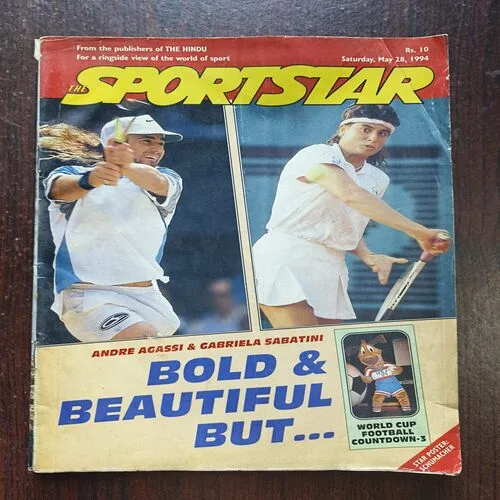 From the publishers of THE HINDU
For a ringside view of the world of sport
Rs. 10
Saturday, May 28, 1994
THE SPORTSTAR
ANDRE AGASSI & GABRIELA SABATINI
BOLD &
BEAUTIFUL
BUT...
WORLD CUP
FOOTBALL
COUNTDOWN-3
STAR POSTER:
SCHUMACHER